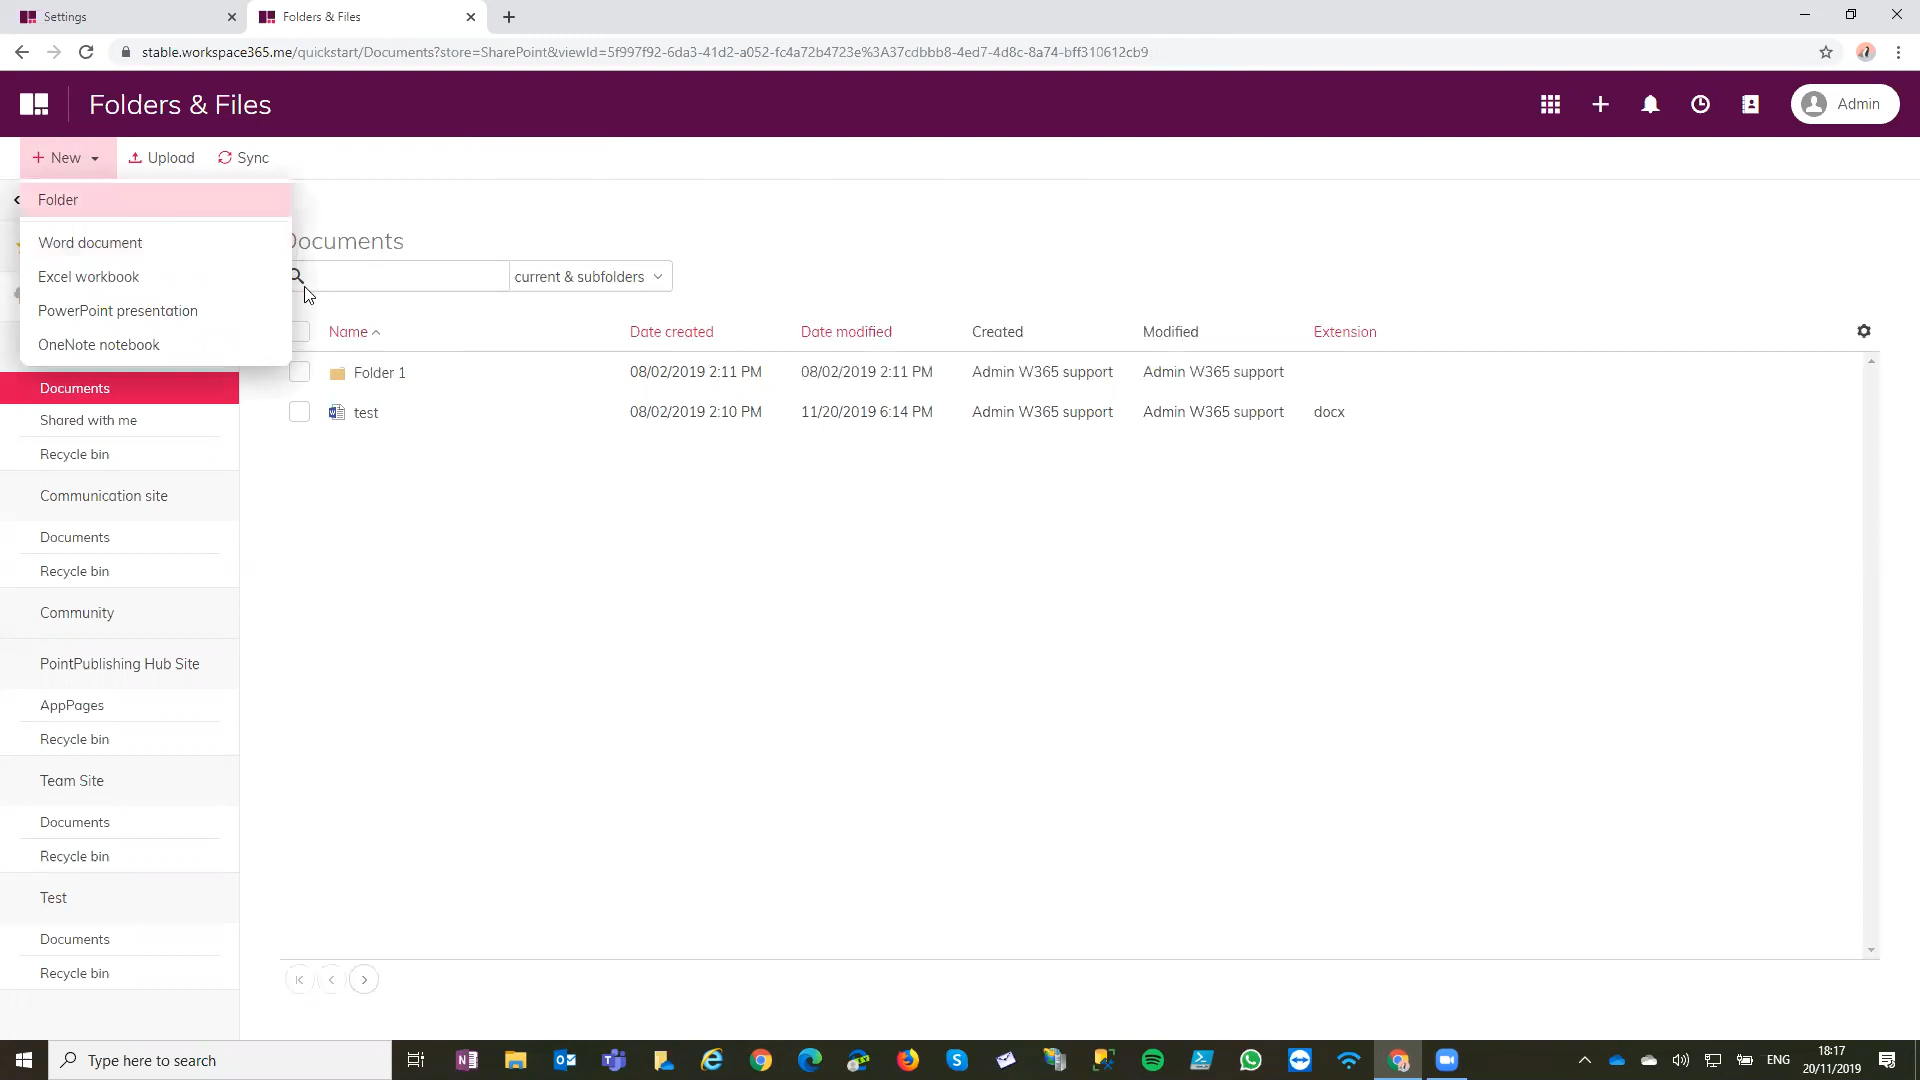 Settings
Folders & Files
stable.workspace365.me/quickstart/Documents?store=SharePoint&viewId=5f997f92-6da3-41d2-a052-fc4a72b4723e%3A37cdbbb8-4ed7-4d8c-8a74-bff310612cb9
Folders & Files
Admin
New
Upload
Sync
Folder
Word document
Excel workbook
PowerPoint presentation
OneNote notebook
Documents
Shared with me
Recycle bin
Communication site
Documents
Recycle bin
Community
PointPublishing Hub Site
AppPages
Recycle bin
Team Site
Documents
Recycle bin
Test
Documents
Recycle bin
Documents
current & subfolders
Name Date created Date modified Created Modified Extension
Folder 1 08/02/2019 2:11 PM 08/02/2019 2:11 PM Admin W365 support Admin W365 support
test 08/02/2019 2:10 PM 11/20/2019 6:14 PM Admin W365 support Admin W365 support docx
Type here to search
ENG
18:17
20/11/2019